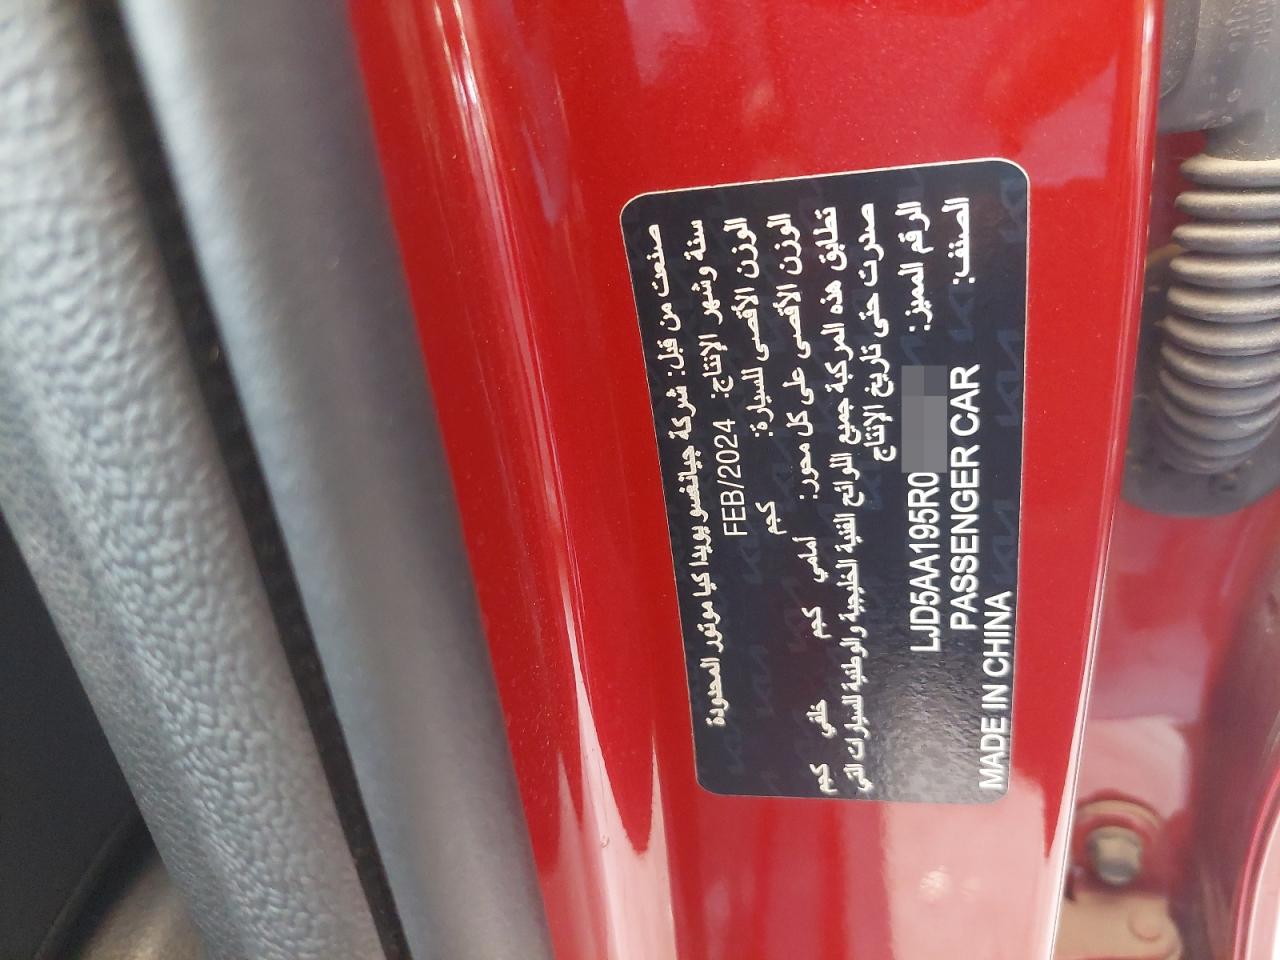 صنعت من قبل: شركة جيانغسو يويدا كيا موتور المحدودة
سنة وشهر الإنتاج: FEB/2024
الوزن الأقصى للسيارة: كجم
الوزن الأقصى على كل محور: أمامي كجم خلفي كجم
تطابق هذه المركبة جميع اللوائح الفنية الخليجية والوطنية للسيارات التي
صدرت حتى تاريخ الإنتاج
الرقم المميز: LJD5AA195R0
الصنف: PASSENGER CAR
MADE IN CHINA